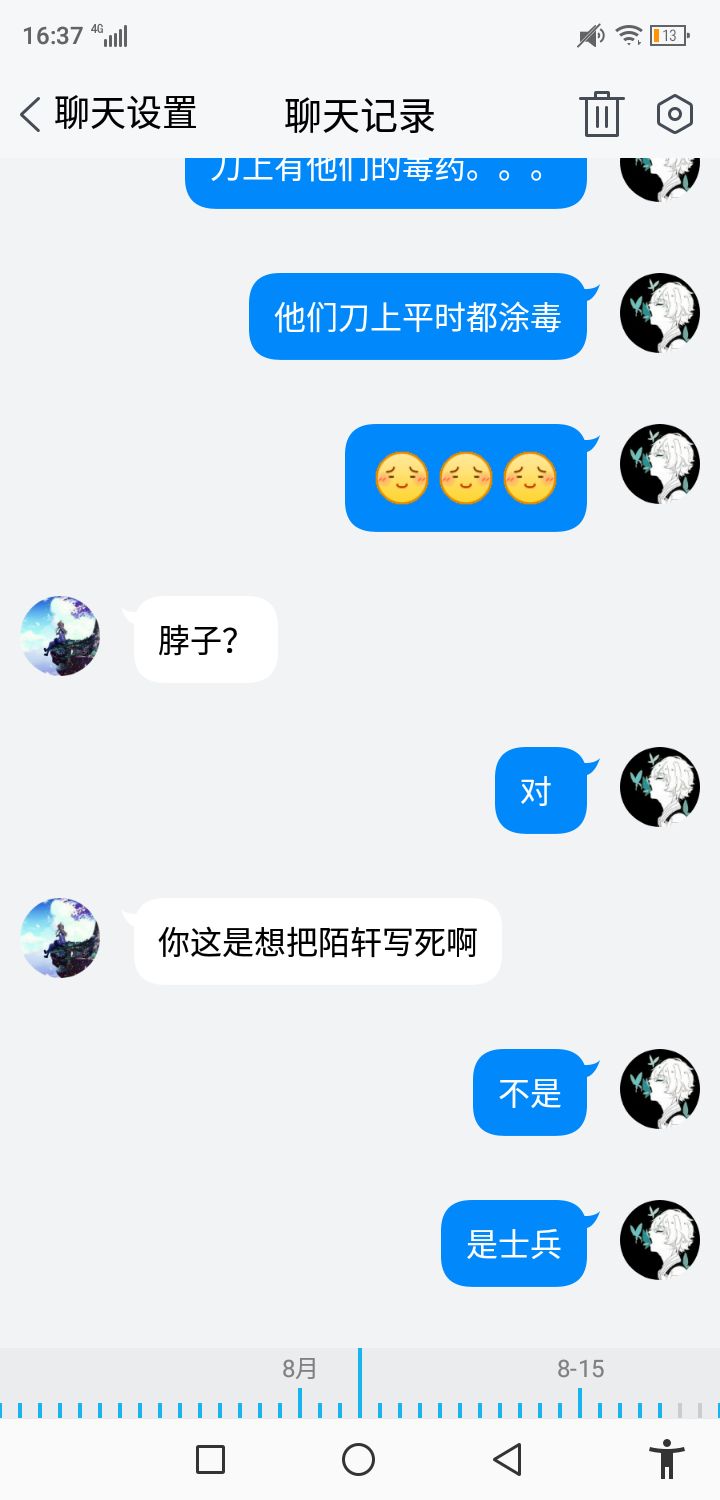 16:37 4G 13
聊天设置 聊天记录
刀上有他们的毒药。。。
他们刀上平时都涂毒
脖子？
对
你这是想把陌轩写死啊
不是
是士兵
8月 8-15